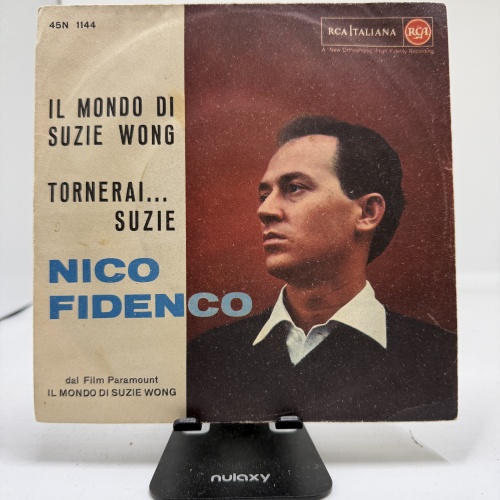 45N 1144
RCA ITALIANA
RCA
A "New Orthophonic" High Fidelity Recording
IL MONDO DI
SUZIE WONG
TORNERAI...
SUZIE
NICO
FIDENCO
dal Film Paramount
IL MONDO DI SUZIE WONG
nulaxy